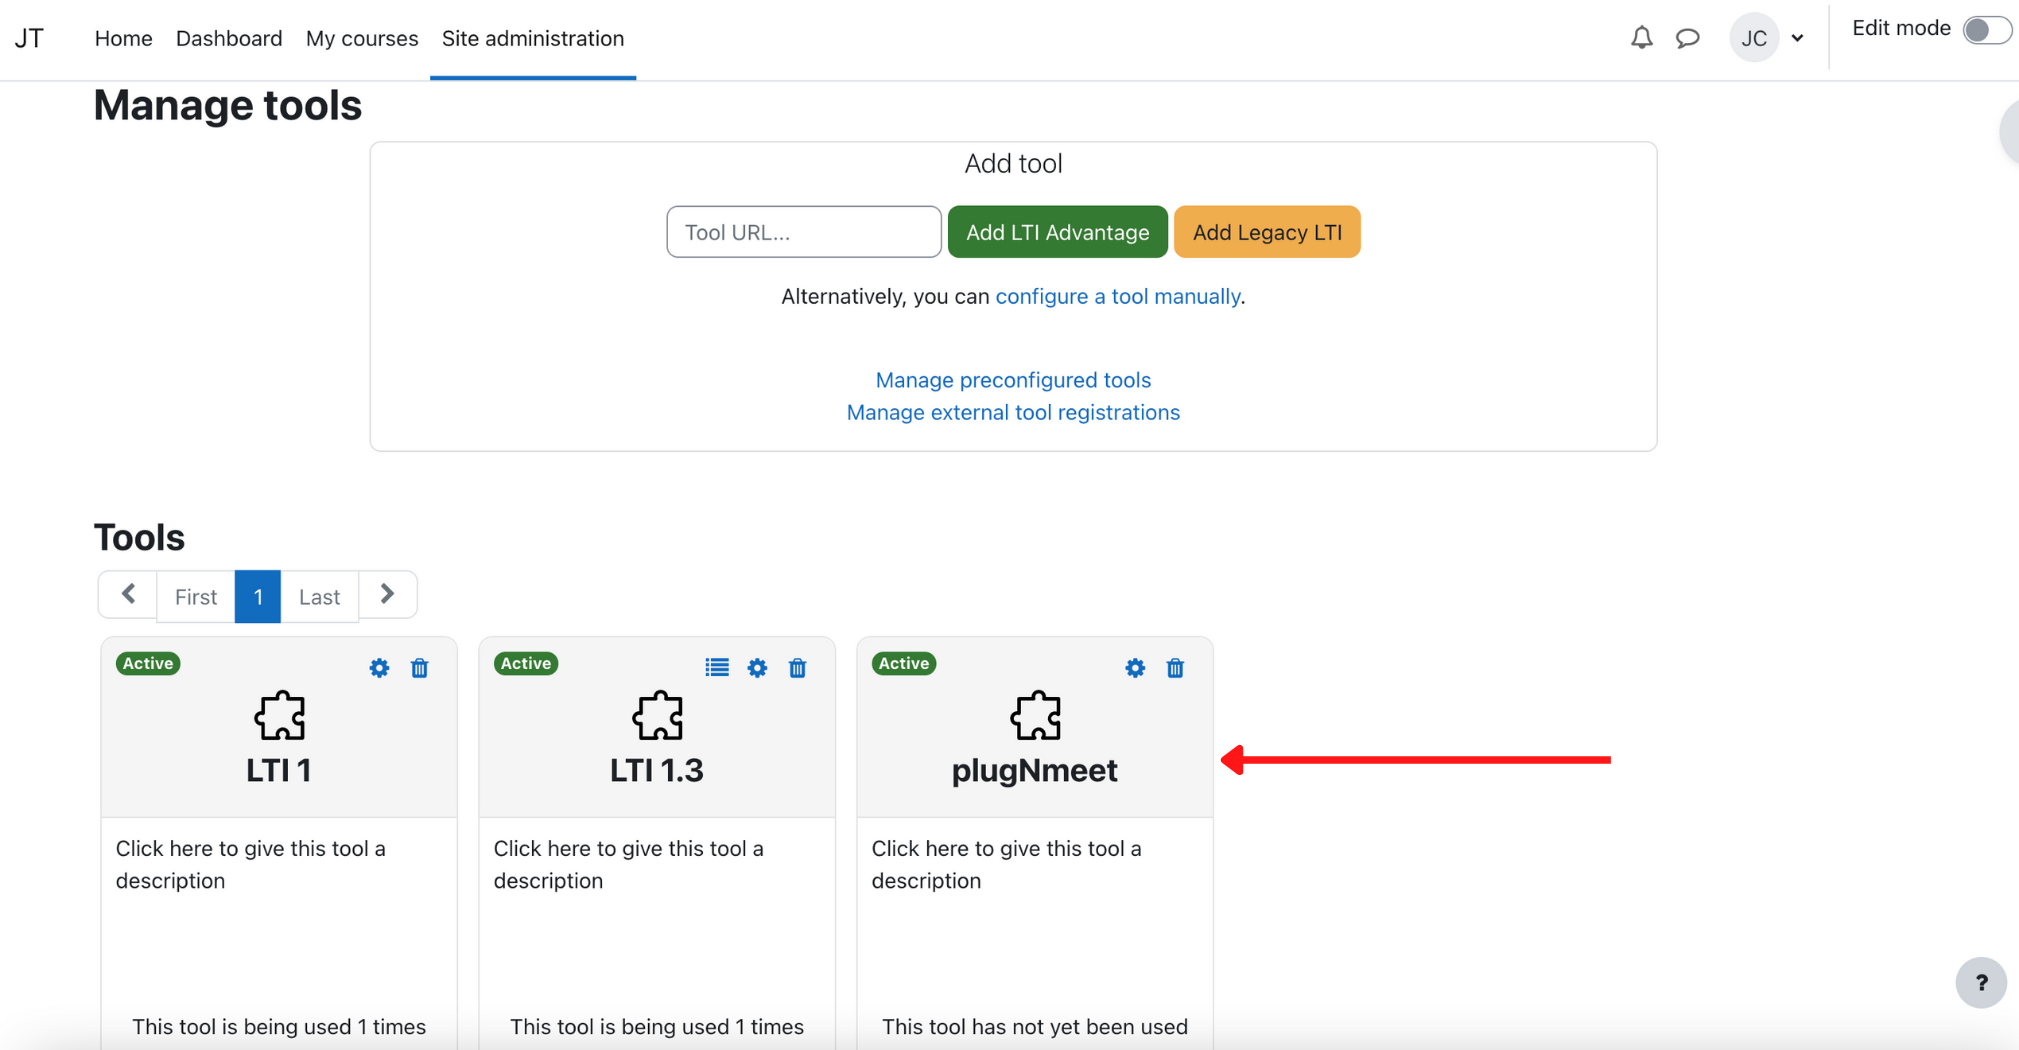 JT Home Dashboard My courses Site administration JC Edit mode
Manage tools
Add tool
Tool URL... Add LTI Advantage Add Legacy LTI
Alternatively, you can configure a tool manually.
Manage preconfigured tools
Manage external tool registrations
Tools
First 1 Last
Active
LTI 1
Click here to give this tool a
description
This tool is being used 1 times
Active
LTI 1.3
Click here to give this tool a
description
This tool is being used 1 times
Active
plugNmeet
Click here to give this tool a
description
This tool has not yet been used
?